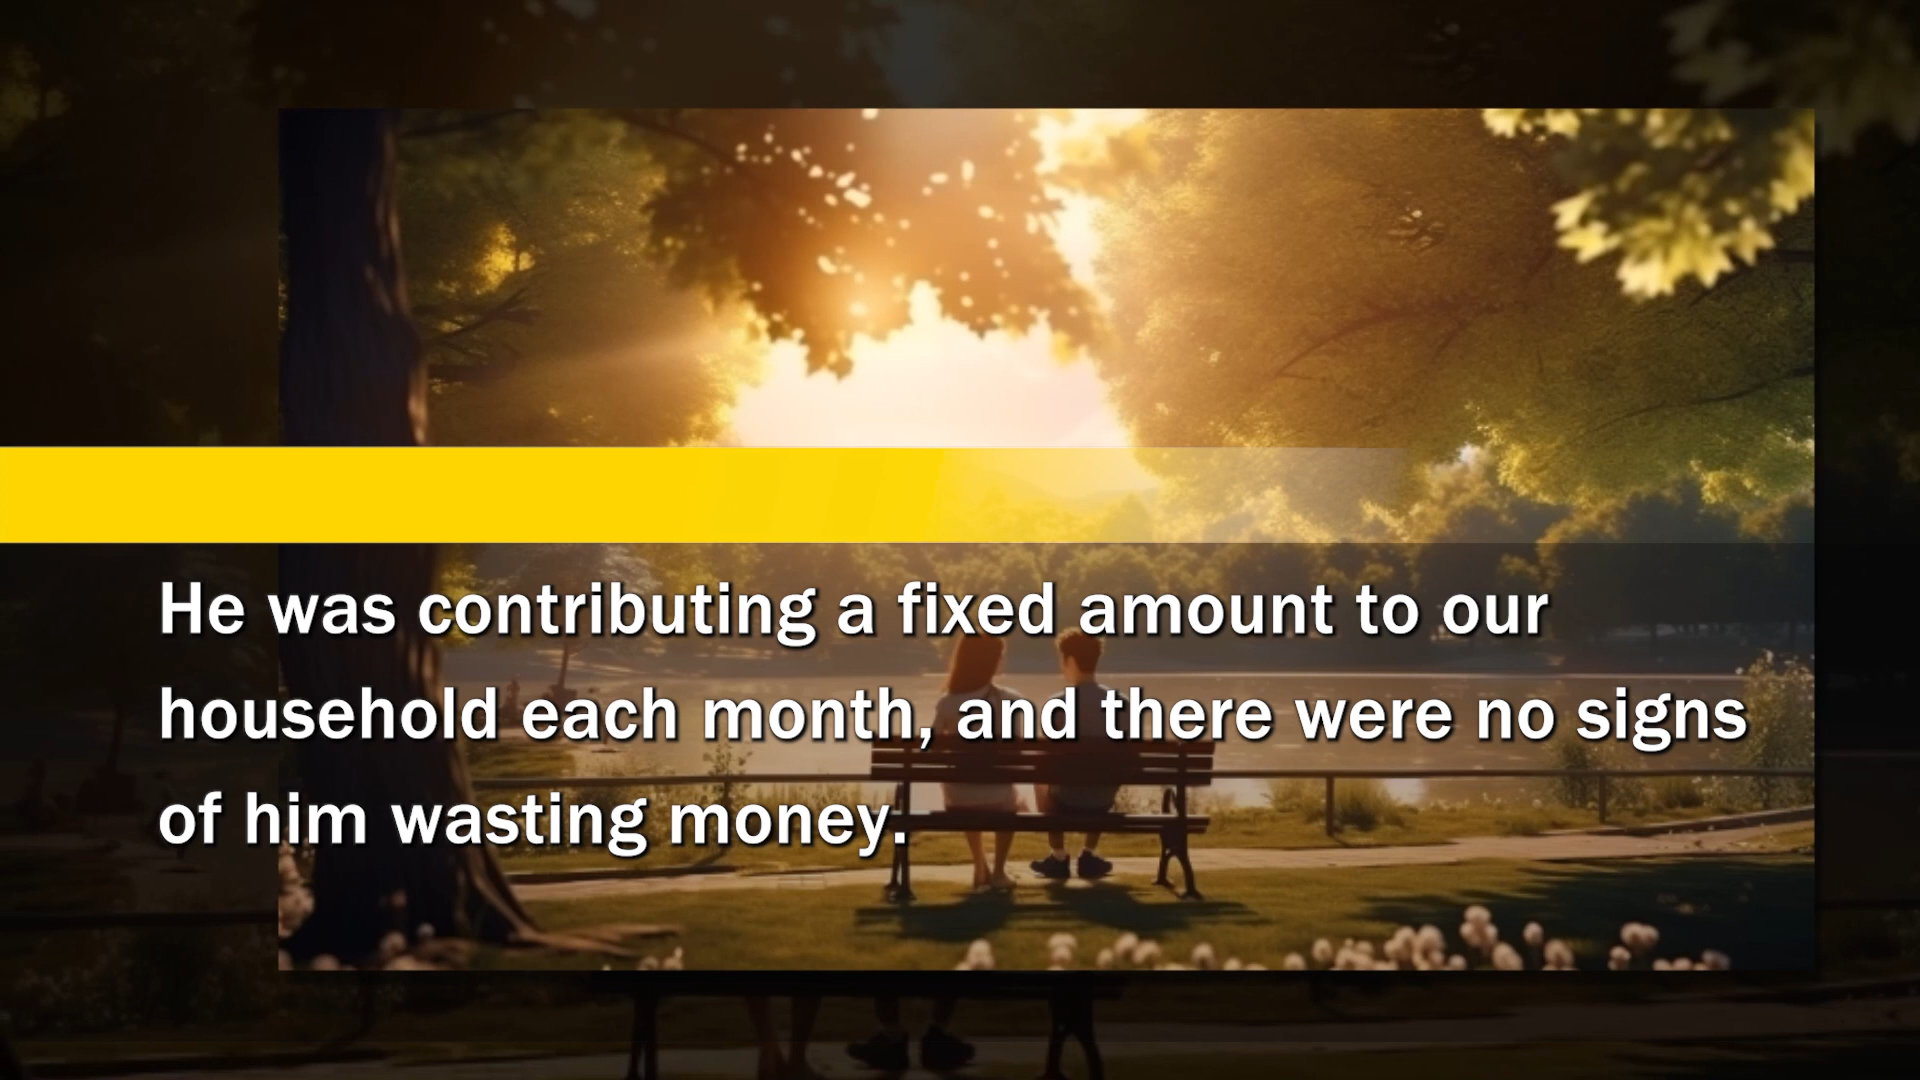 He was contributing a fixed amount to our
household each month, and there were no signs
of him wasting money.